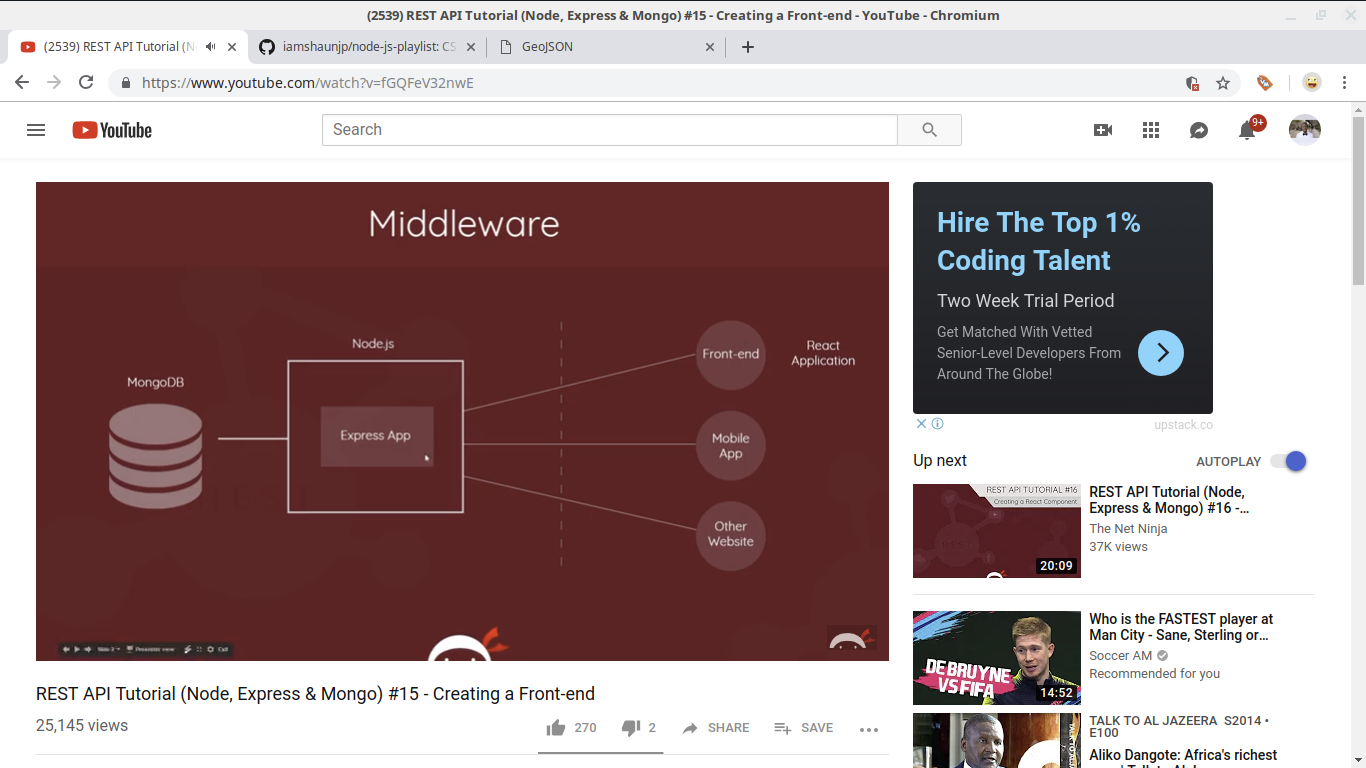 (2539) REST API Tutorial (Node, Express & Mongo) #15 - Creating a Front-end - YouTube - Chromium
(2539) REST API Tutorial (N
iamshaunjp/node-js-playlist: CS
GeoJSON
https://www.youtube.com/watch?v=fGQFeV32nwE
YouTube
Search
9+
Middleware
Node.js
MongoDB
Express App
Front-end
React
Application
Mobile
App
Other
Website
Slide 3
Presenter view
Exit
REST API Tutorial (Node, Express & Mongo) #15 - Creating a Front-end
25,145 views
270
2
SHARE
SAVE
Hire The Top 1%
Coding Talent
Two Week Trial Period
Get Matched With Vetted
Senior-Level Developers From
Around The Globe!
upstack.co
Up next
AUTOPLAY
REST API TUTORIAL #16
Creating a React Component
20:09
REST API Tutorial (Node,
Express & Mongo) #16 -...
The Net Ninja
37K views
DE BRUYNE
VS FIFA
14:52
Who is the FASTEST player at
Man City - Sane, Sterling or...
Soccer AM
Recommended for you
TALK TO AL JAZEERA S2014 •
E100
Aliko Dangote: Africa's richest